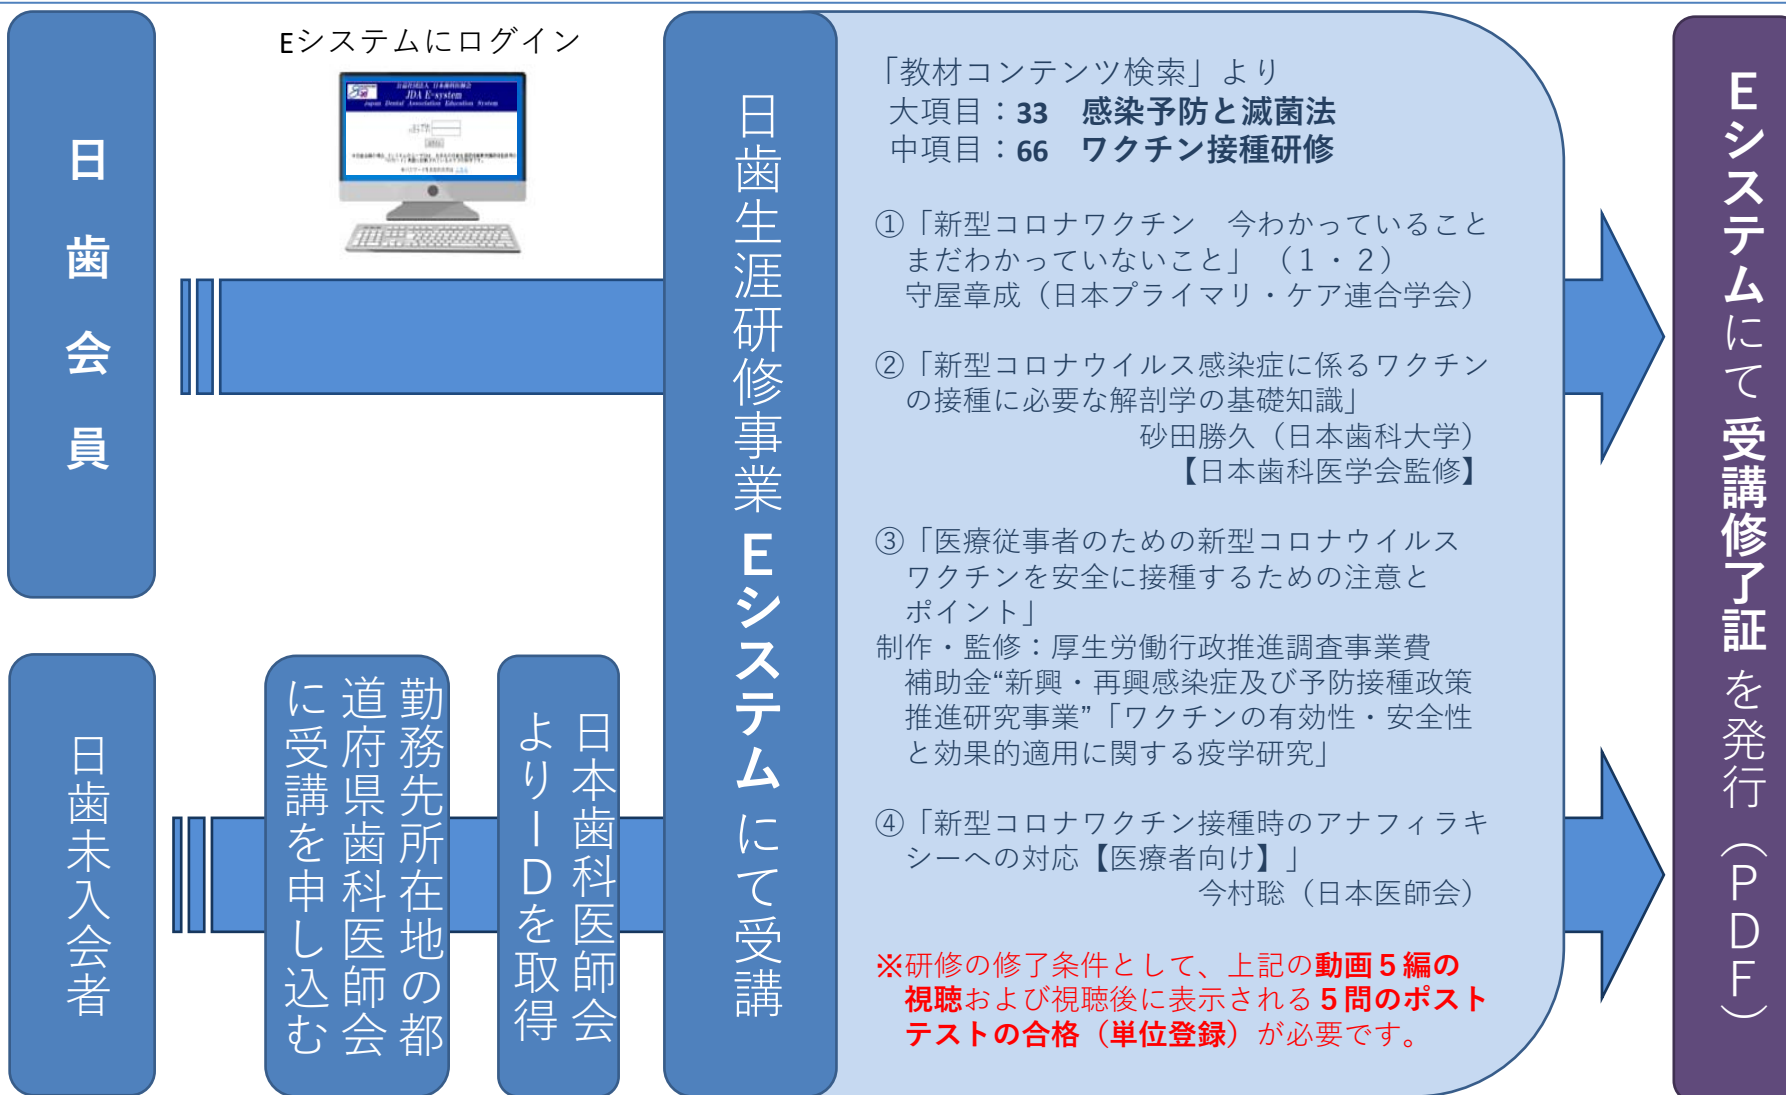 日歯会員
Eシステムにログイン
公益社団法人 日本歯科医師会
JDA E-system
Japan Dental Association Education System
日歯未入会者
勤務先所在地の都
道府県歯科医師会
に受講を申し込む
日本歯科医師会
よりIDを取得
日歯生涯研修事業 Eシステム にて受講
「教材コンテンツ検索」より
大項目：33　感染予防と滅菌法
中項目：66　ワクチン接種研修
①「新型コロナワクチン　今わかっていること
まだわかっていないこと」（１・２）
守屋章成（日本プライマリ・ケア連合学会）
②「新型コロナウイルス感染症に係るワクチン
の接種に必要な解剖学の基礎知識」
砂田勝久（日本歯科大学）
【日本歯科医学会監修】
③「医療従事者のための新型コロナウイルス
ワクチンを安全に接種するための注意と
ポイント」
制作・監修：厚生労働行政推進調査事業費
補助金“新興・再興感染症及び予防接種政策
推進研究事業”「ワクチンの有効性・安全性
と効果的適用に関する疫学研究」
④「新型コロナワクチン接種時のアナフィラキ
シーへの対応【医療者向け】」
今村聡（日本医師会）
※研修の修了条件として、上記の動画５編の
視聴および視聴後に表示される５問のポスト
テストの合格（単位登録）が必要です。
Eシステムにて 受講修了証 を発行（PDF）